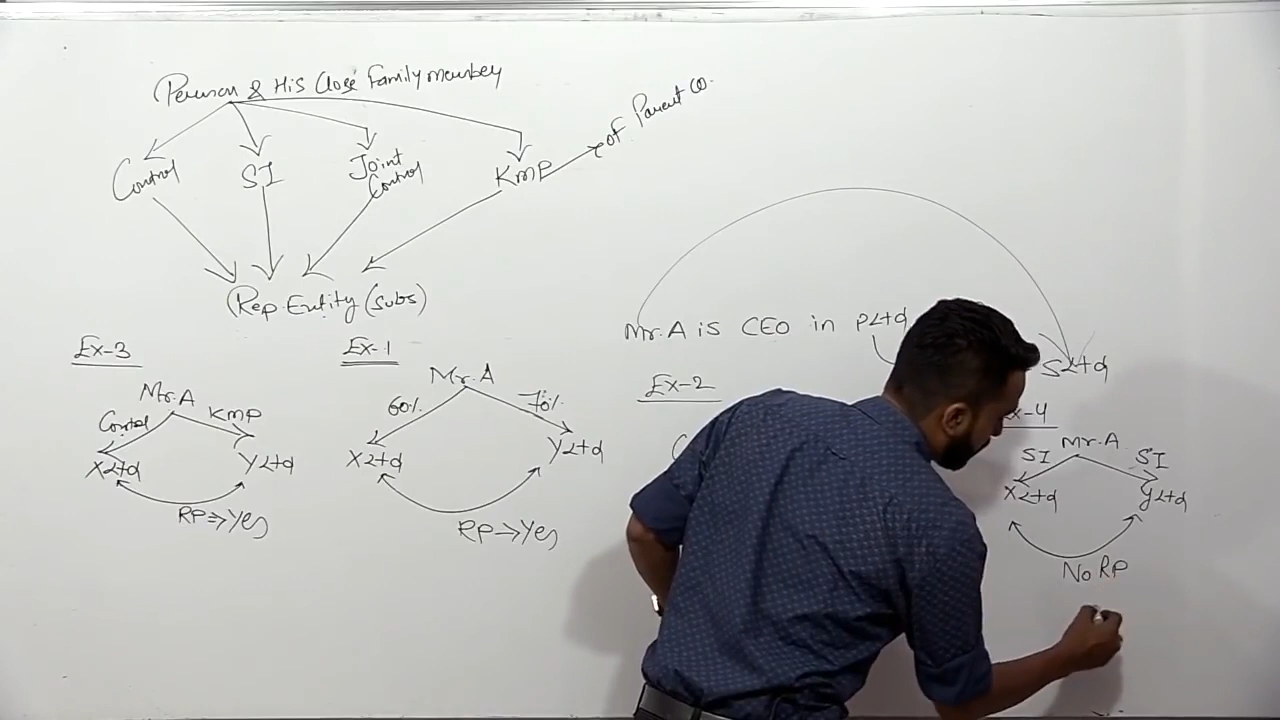 Person & His Close Family member
Control SI Joint Control KMP of Parent Co.
Rep. Entity (Subs)
Mr. A is CEO in P Ltd
S Ltd
Ex-3
Mr. A
Control KMP
X Ltd Y Ltd
RP ⇒ Yes
Ex-1
Mr. A
60% 70%
X Ltd Y Ltd
RP → Yes
Ex-2
x-4
Mr. A
SI SI
X Ltd Y Ltd
No RP